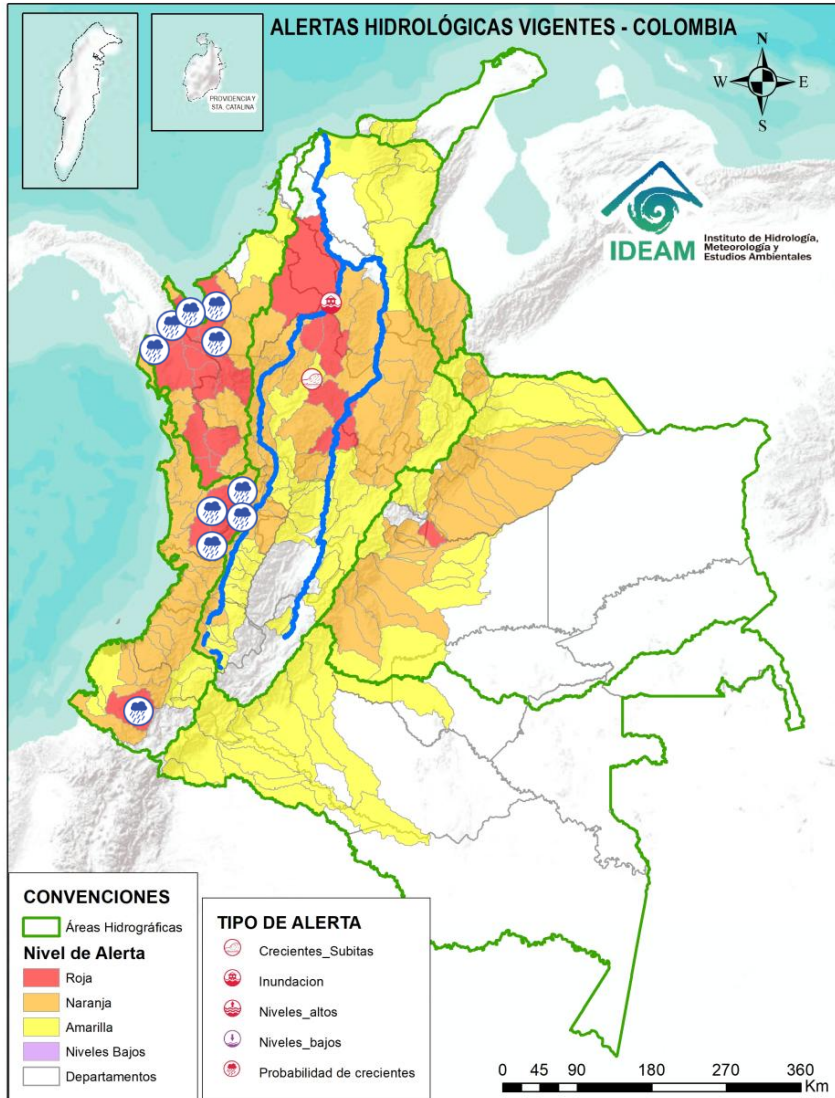 ALERTAS HIDROLÓGICAS VIGENTES - COLOMBIA
PROVIDENCIA Y
STA. CATALINA
N
W
E
S
IDEAM
Instituto de Hidrología,
Meteorología y
Estudios Ambientales
CONVENCIONES
Áreas Hidrográficas
Nivel de Alerta
Roja
Naranja
Amarilla
Niveles Bajos
Departamentos
TIPO DE ALERTA
Crecientes_Subitas
Inundacion
Niveles_altos
Niveles_bajos
Probabilidad de crecientes
0 45 90 180 270 360
Km